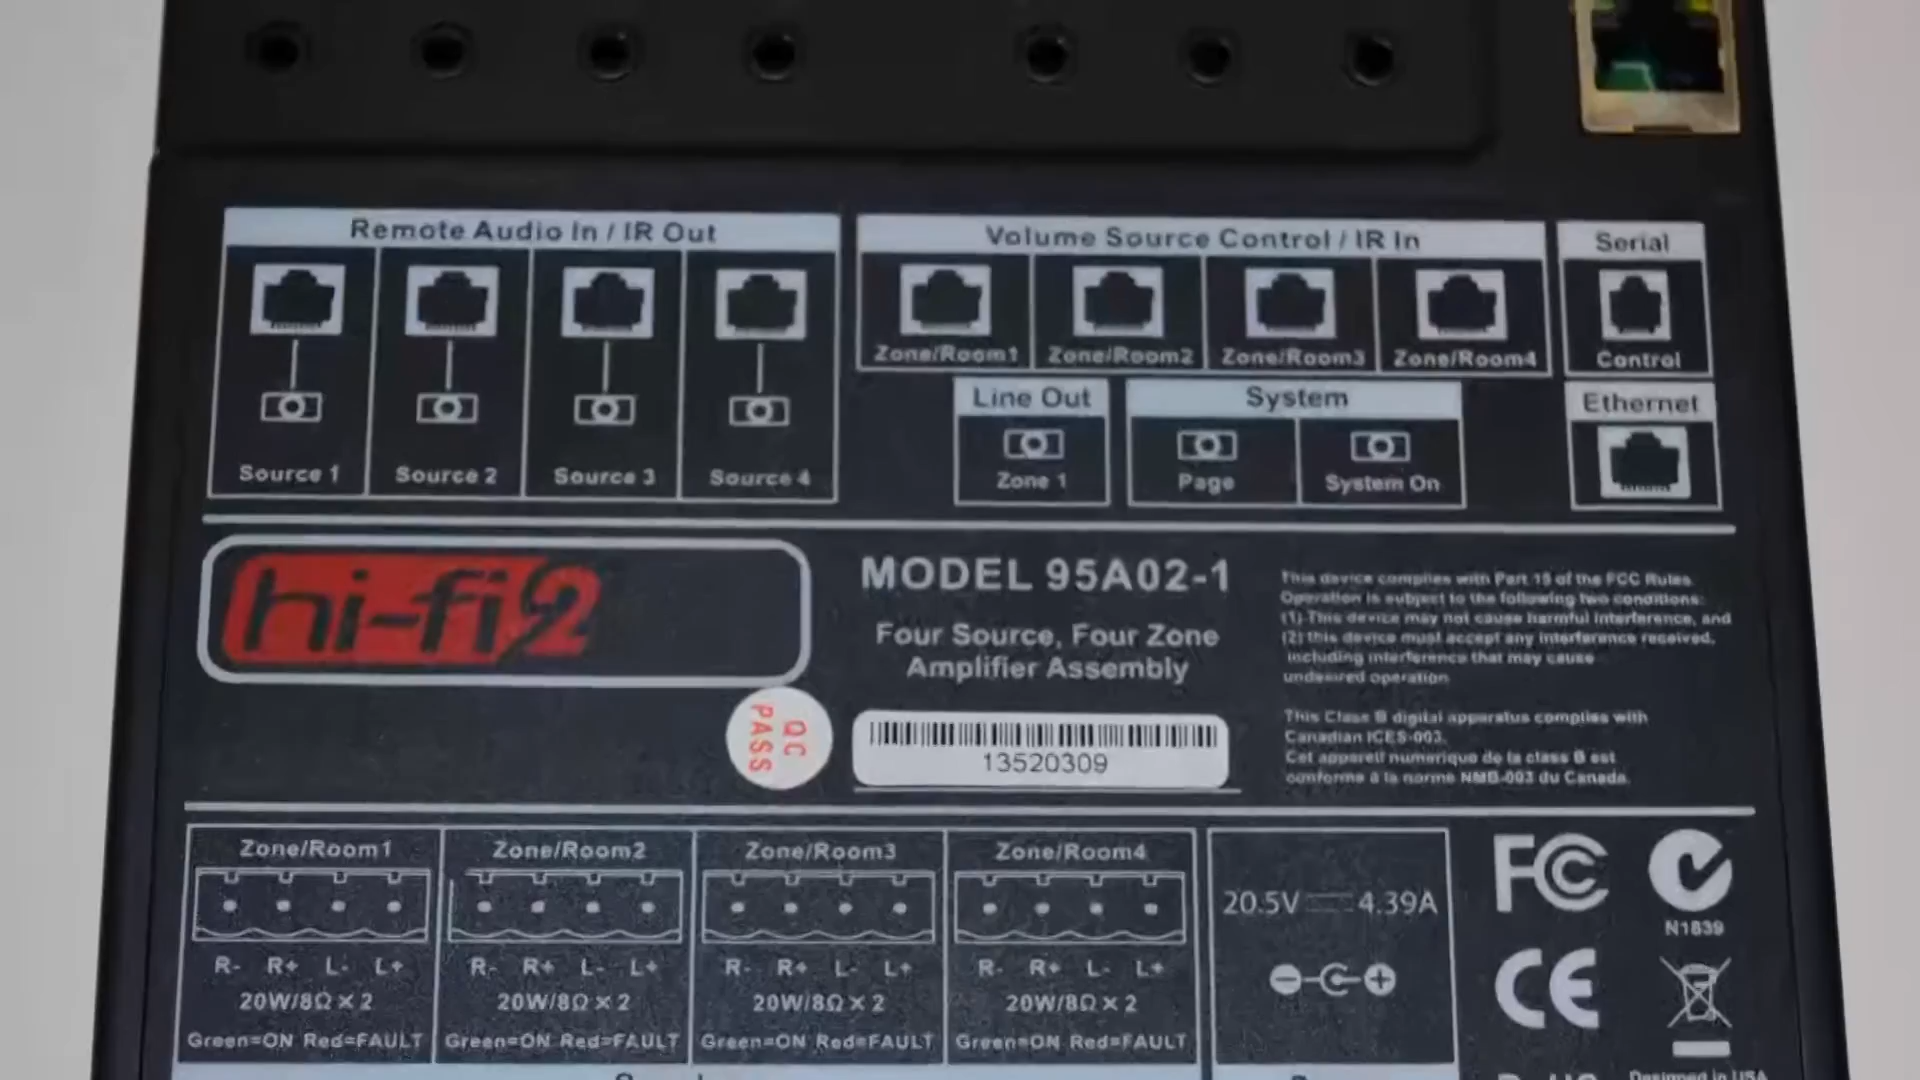 Remote Audio In / IR Out
Volume Source Control / IR In
Serial
Zone/Room1
Zone/Room2
Zone/Room3
Zone/Room4
Control
Line Out
System
Ethernet
Source 1
Source 2
Source 3
Source 4
Zone 1
Page
System On
hi-fi2
MODEL 95A02-1
Four Source, Four Zone
Amplifier Assembly
This device complies with Part 15 of the FCC Rules.
Operation is subject to the following two conditions:
(1) This device may not cause harmful interference, and
(2) this device must accept any interference received,
including interference that may cause
undesired operation
QC
PASS
13520309
This Class B digital apparatus complies with
Canadian ICES-003.
Cet appareil numerique de la class B est
conforme à la norme NMB-003 du Canada.
Zone/Room1
Zone/Room2
Zone/Room3
Zone/Room4
20.5V 4.39A
FC
N1839
R- R+ L- L+
R- R+ L- L+
R- R+ L- L+
R- R+ L- L+
CE
20W/8Ω × 2
20W/8Ω × 2
20W/8Ω × 2
20W/8Ω × 2
Green=ON Red=FAULT
Green=ON Red=FAULT
Green=ON Red=FAULT
Green=ON Red=FAULT
Designed in USA